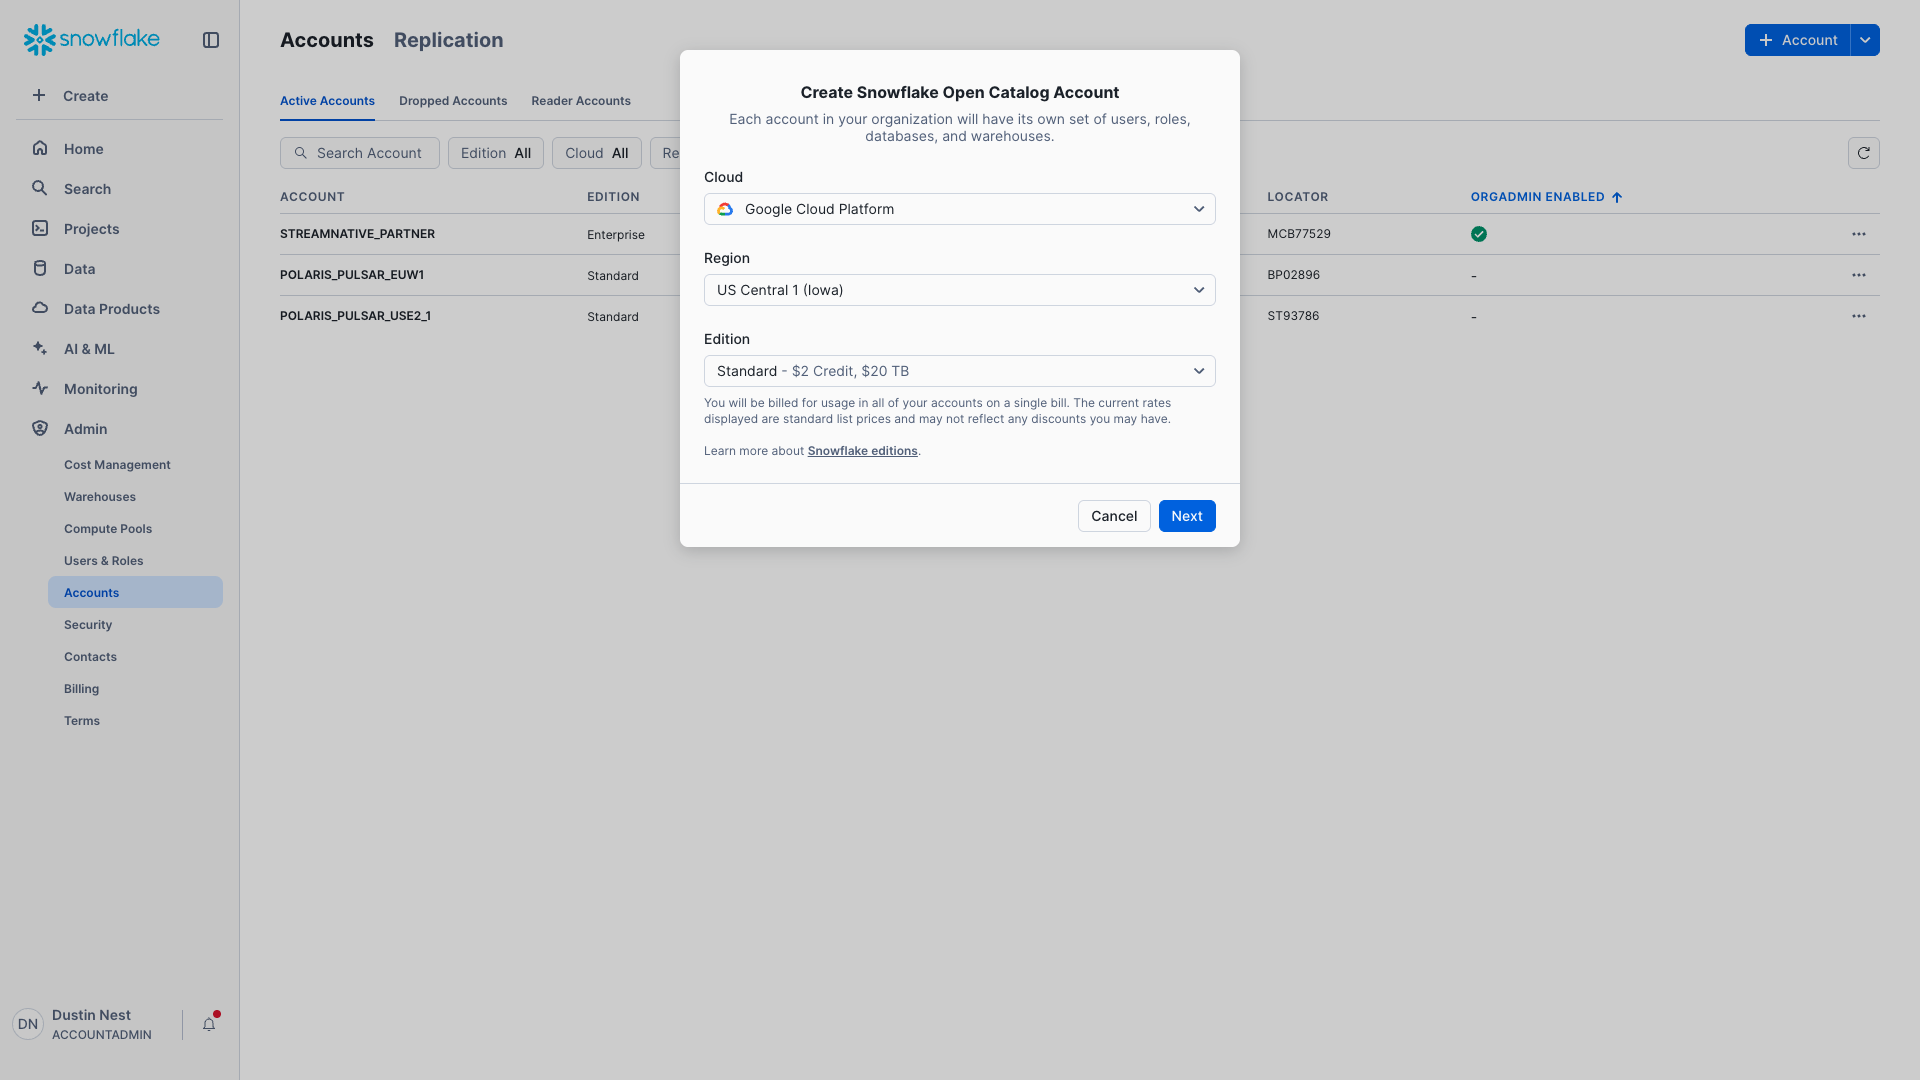 snowflake
Create
Home
Search
Projects
Data
Data Products
AI & ML
Monitoring
Admin
Cost Management
Warehouses
Compute Pools
Users & Roles
Accounts
Security
Contacts
Billing
Terms
DN
Dustin Nest
ACCOUNTADMIN
Accounts Replication
Account
Active Accounts Dropped Accounts Reader Accounts
Search Account Edition All Cloud All Re
ACCOUNT EDITION LOCATOR ORGADMIN ENABLED
STREAMNATIVE_PARTNER Enterprise MCB77529
POLARIS_PULSAR_EUW1 Standard BP02896 -
POLARIS_PULSAR_USE2_1 Standard ST93786 -
Create Snowflake Open Catalog Account
Each account in your organization will have its own set of users, roles,
databases, and warehouses.
Cloud
Google Cloud Platform
Region
US Central 1 (Iowa)
Edition
Standard - $2 Credit, $20 TB
You will be billed for usage in all of your accounts on a single bill. The current rates
displayed are standard list prices and may not reflect any discounts you may have.
Learn more about Snowflake editions.
Cancel Next